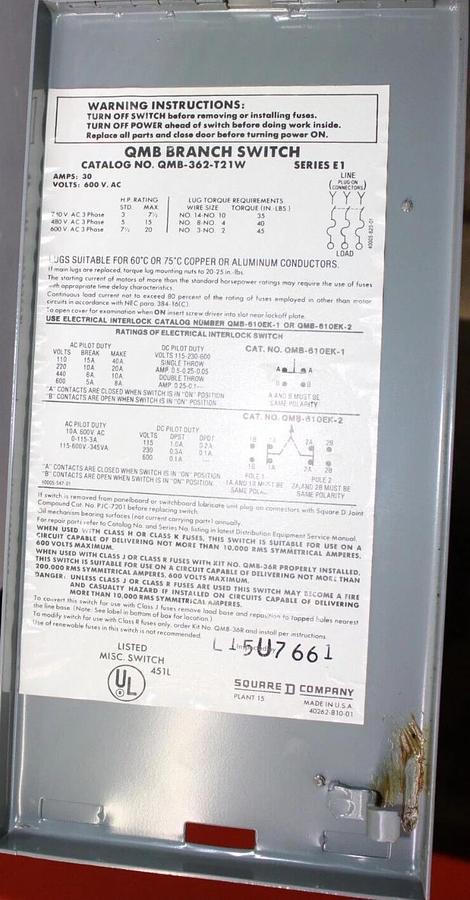 WARNING INSTRUCTIONS:
TURN OFF SWITCH before removing or installing fuses.
TURN OFF POWER ahead of switch before doing work inside.
Replace all parts and close door before turning power ON.
QMB BRANCH SWITCH
CATALOG NO. QMB-362-T21W SERIES E1
AMPS: 30
VOLTS: 600 V. AC
LINE
(PLUG ON CONNECTORS)
H.P. RATING LUG TORQUE REQUIREMENTS
STD. MAX WIRE SIZE TORQUE (IN.-LBS.)
240 V. AC 3 Phase 3 7½ NO. 14-NO. 10 35
480 V. AC 3 Phase 5 15 NO. 8-NO. 4 40
600 V. AC 3 Phase 7½ 20 NO. 3-NO. 2 45
LOAD
40005-825-01
LUGS SUITABLE FOR 60°C OR 75°C COPPER OR ALUMINUM CONDUCTORS.
If main lugs are replaced, torque lug mounting nuts to 20-25 in.-lbs.
The starting current of motors of more than the standard horsepower ratings may require the use of fuses
with appropriate time delay characteristics.
Continuous load current not to exceed 80 percent of the rating of fuses employed in other than motor
circuits in accordance with NEC para. 384-16(C).
To open cover for examination when ON insert screw driver into slot near lockoff plate.
USE ELECTRICAL INTERLOCK CATALOG NUMBER QMB-610EK-1 OR QMB-610EK-2
RATINGS OF ELECTRICAL INTERLOCK SWITCH
AC PILOT DUTY DC PILOT DUTY CAT. NO. QMB-610EK-1
VOLTS BREAK MAKE VOLTS 115-230-600
110 15A 40A SINGLE THROW
220 10A 20A AMP. 0.5-0.25-0.05
440 6A 10A DOUBLE THROW
600 5A 8A AMP. 0.25-0.1-
A A
B B
"A" CONTACTS ARE CLOSED WHEN SWITCH IS IN "ON" POSITION
"B" CONTACTS ARE OPEN WHEN SWITCH IS IN "ON" POSITION
A AND B MUST BE
SAME POLARITY
CAT. NO. QMB-610EK-2
AC PILOT DUTY DC PILOT DUTY
10A. 600V. AC VOLTS DPST DPDT
0-115-3A 115 1.0A 0.2A
115-600V.-345VA. 230 0.3A 0.1A
600 0.1A
1B 1A 2A 2B
1B 1A 2A 2B
"A" CONTACTS ARE CLOSED WHEN SWITCH IS IN "ON" POSITION
"B" CONTACTS ARE OPEN WHEN SWITCH IS IN "ON" POSITION
40005-547-01
POLE 1 POLE 2
1A AND 1B MUST BE 2A AND 2B MUST BE
SAME POLARITY SAME POLARITY
If switch is removed from panelboard or switchboard lubricate unit plug on connectors with Square D Joint
Compound Cat. No. PJC-7201 before replacing switch.
Oil mechanism bearing surfaces (not current carrying parts) annually.
For repair parts refer to Catalog No. and Series No. listing in latest Distribution Equipment Service Manual.
WHEN USED WITH CLASS H OR CLASS K FUSES, THIS SWITCH IS SUITABLE FOR USE ON A
CIRCUIT CAPABLE OF DELIVERING NOT MORE THAN 10,000 RMS SYMMETRICAL AMPERES,
600 VOLTS MAXIMUM.
WHEN USED WITH CLASS J OR CLASS R FUSES WITH KIT NO. QMB-36R PROPERLY INSTALLED,
THIS SWITCH IS SUITABLE FOR USE ON A CIRCUIT CAPABLE OF DELIVERING NOT MORE THAN
200,000 RMS SYMMETRICAL AMPERES, 600 VOLTS MAXIMUM.
DANGER: UNLESS CLASS J OR CLASS R FUSES ARE USED THIS SWITCH MAY BECOME A FIRE
AND CASUALTY HAZARD IF INSTALLED ON CIRCUITS CAPABLE OF DELIVERING
MORE THAN 10,000 RMS SYMMETRICAL AMPERES.
To convert this switch for use with Class J fuses remove load base and reposition to tapped holes nearest
the line base (Note: See label in bottom of box for location.)
To modify switch for use with Class R fuses only, order Kit No. QMB-36R and install per instructions.
Use of renewable fuses in this switch is not recommended.
Inspected by
L15U7661
LISTED
MISC. SWITCH
451L
UL
SQUARE D COMPANY
PLANT 15 MADE IN U.S.A.
40262-810-01